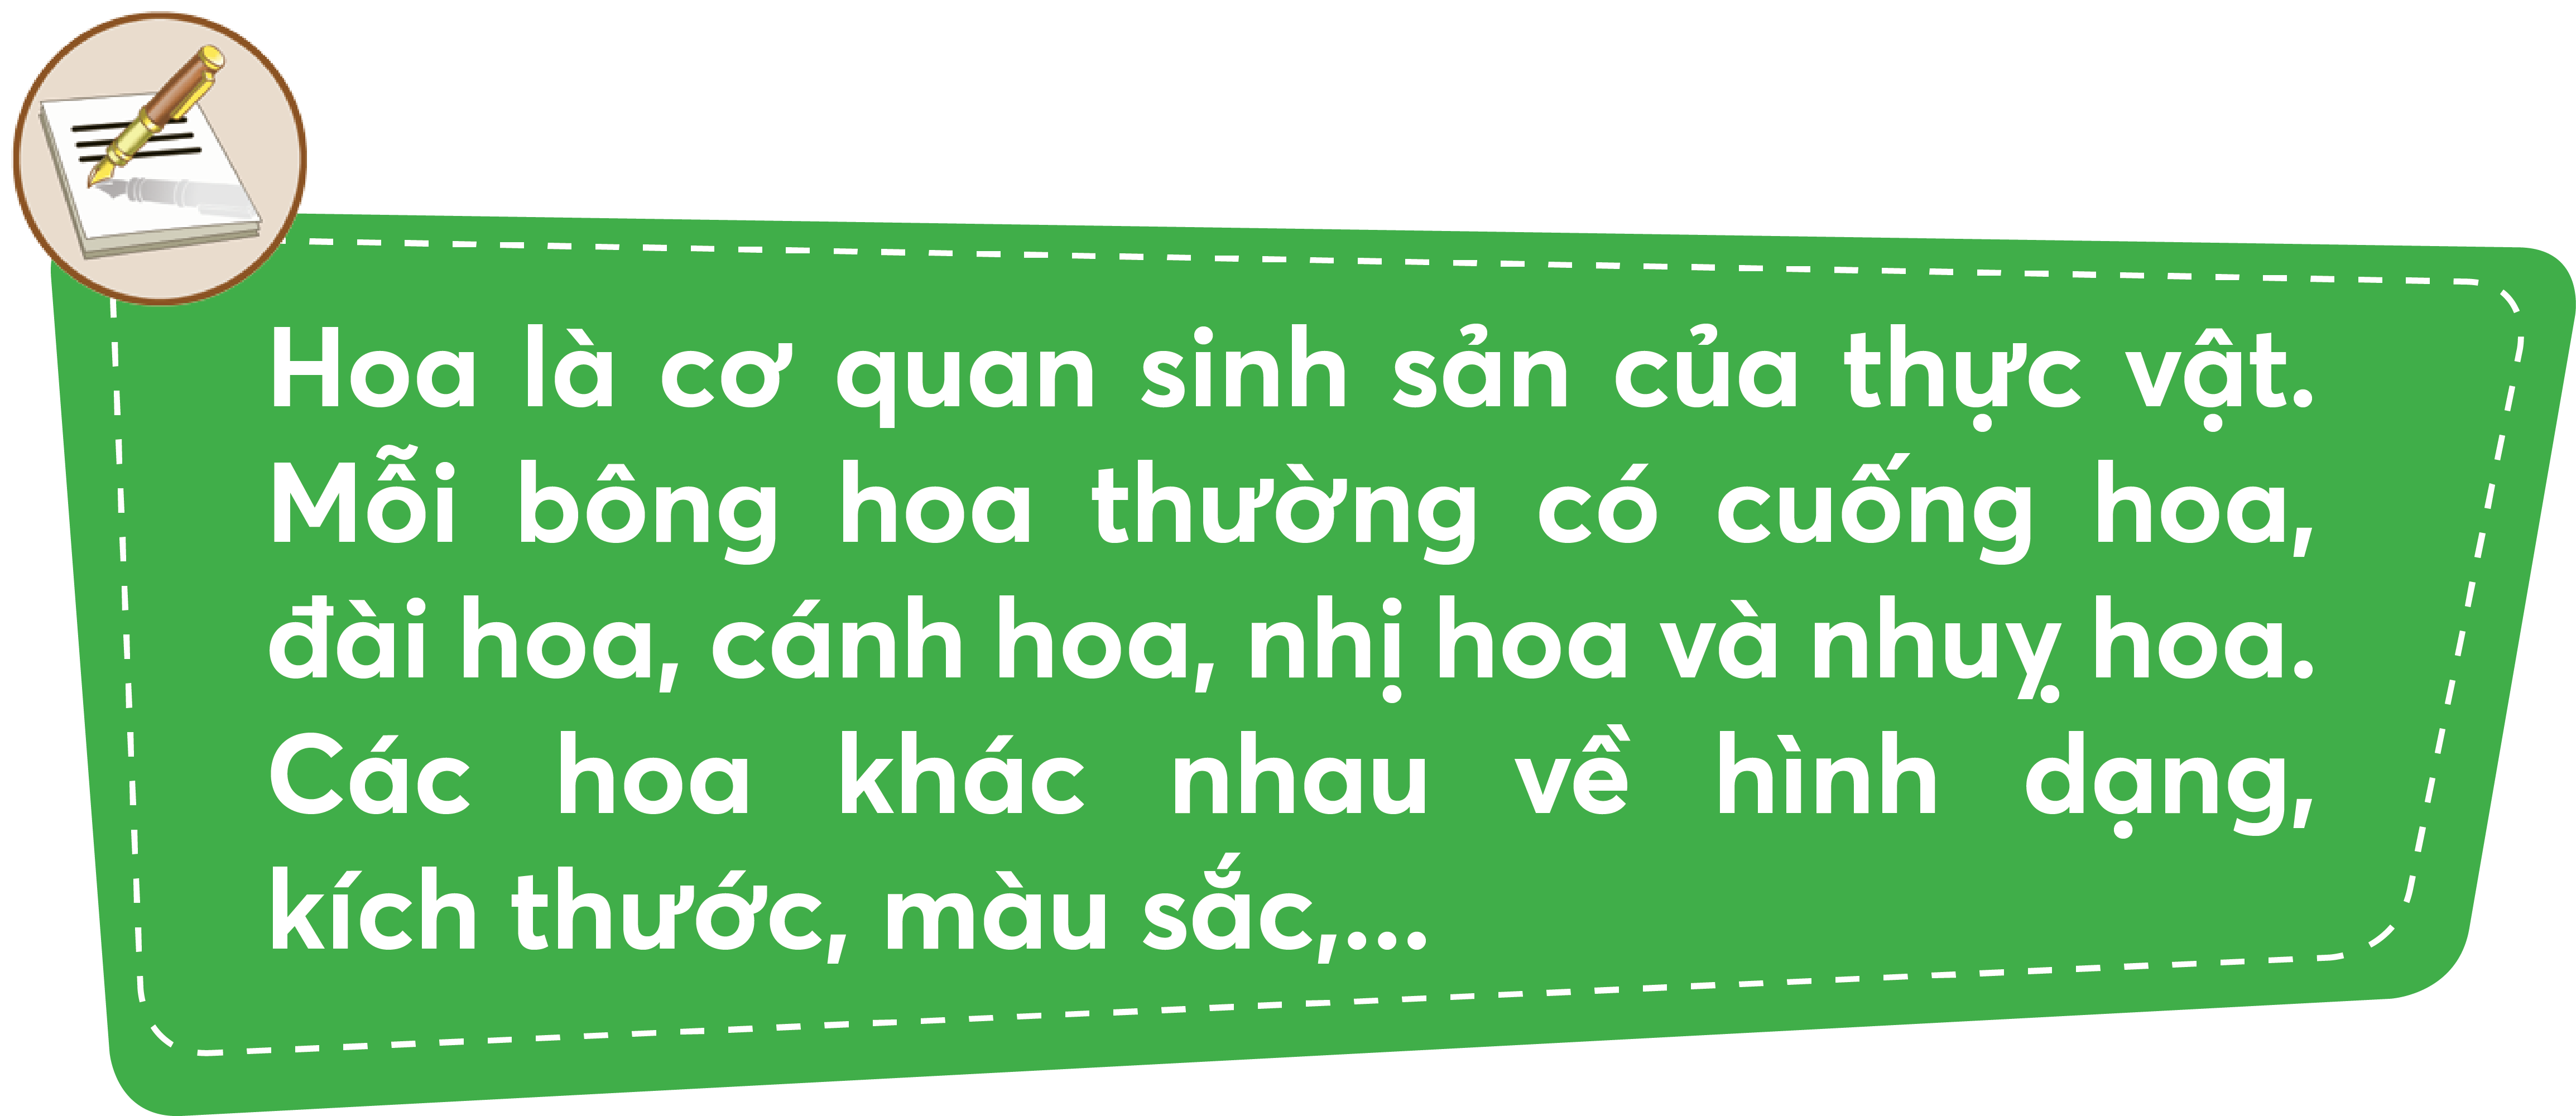 Hoa là cơ quan sinh sản của thực vật.
Mỗi bông hoa thường có cuống hoa,
đài hoa, cánh hoa, nhị hoa và nhuỵ hoa.
Các hoa khác nhau về hình dạng,
kích thước, màu sắc,...